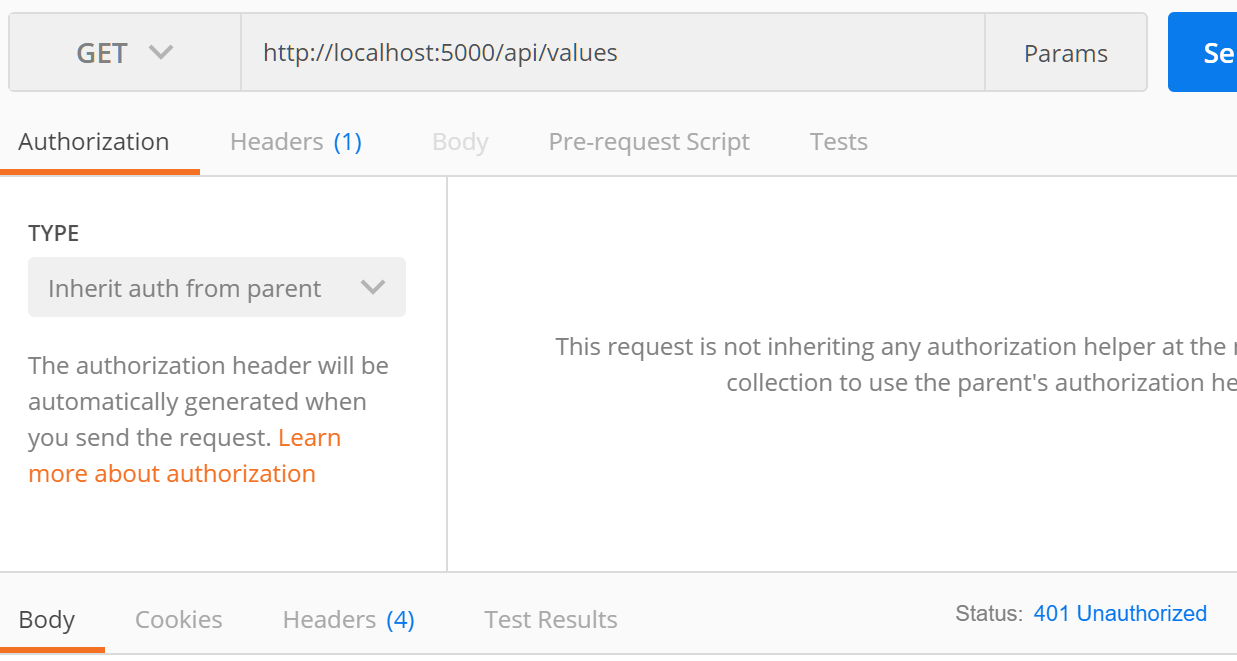 GET http://localhost:5000/api/values Params Se
Authorization Headers (1) Body Pre-request Script Tests
TYPE
Inherit auth from parent
The authorization header will be
automatically generated when
you send the request. Learn
more about authorization
This request is not inheriting any authorization helper at the
collection to use the parent's authorization he
Body Cookies Headers (4) Test Results Status: 401 Unauthorized